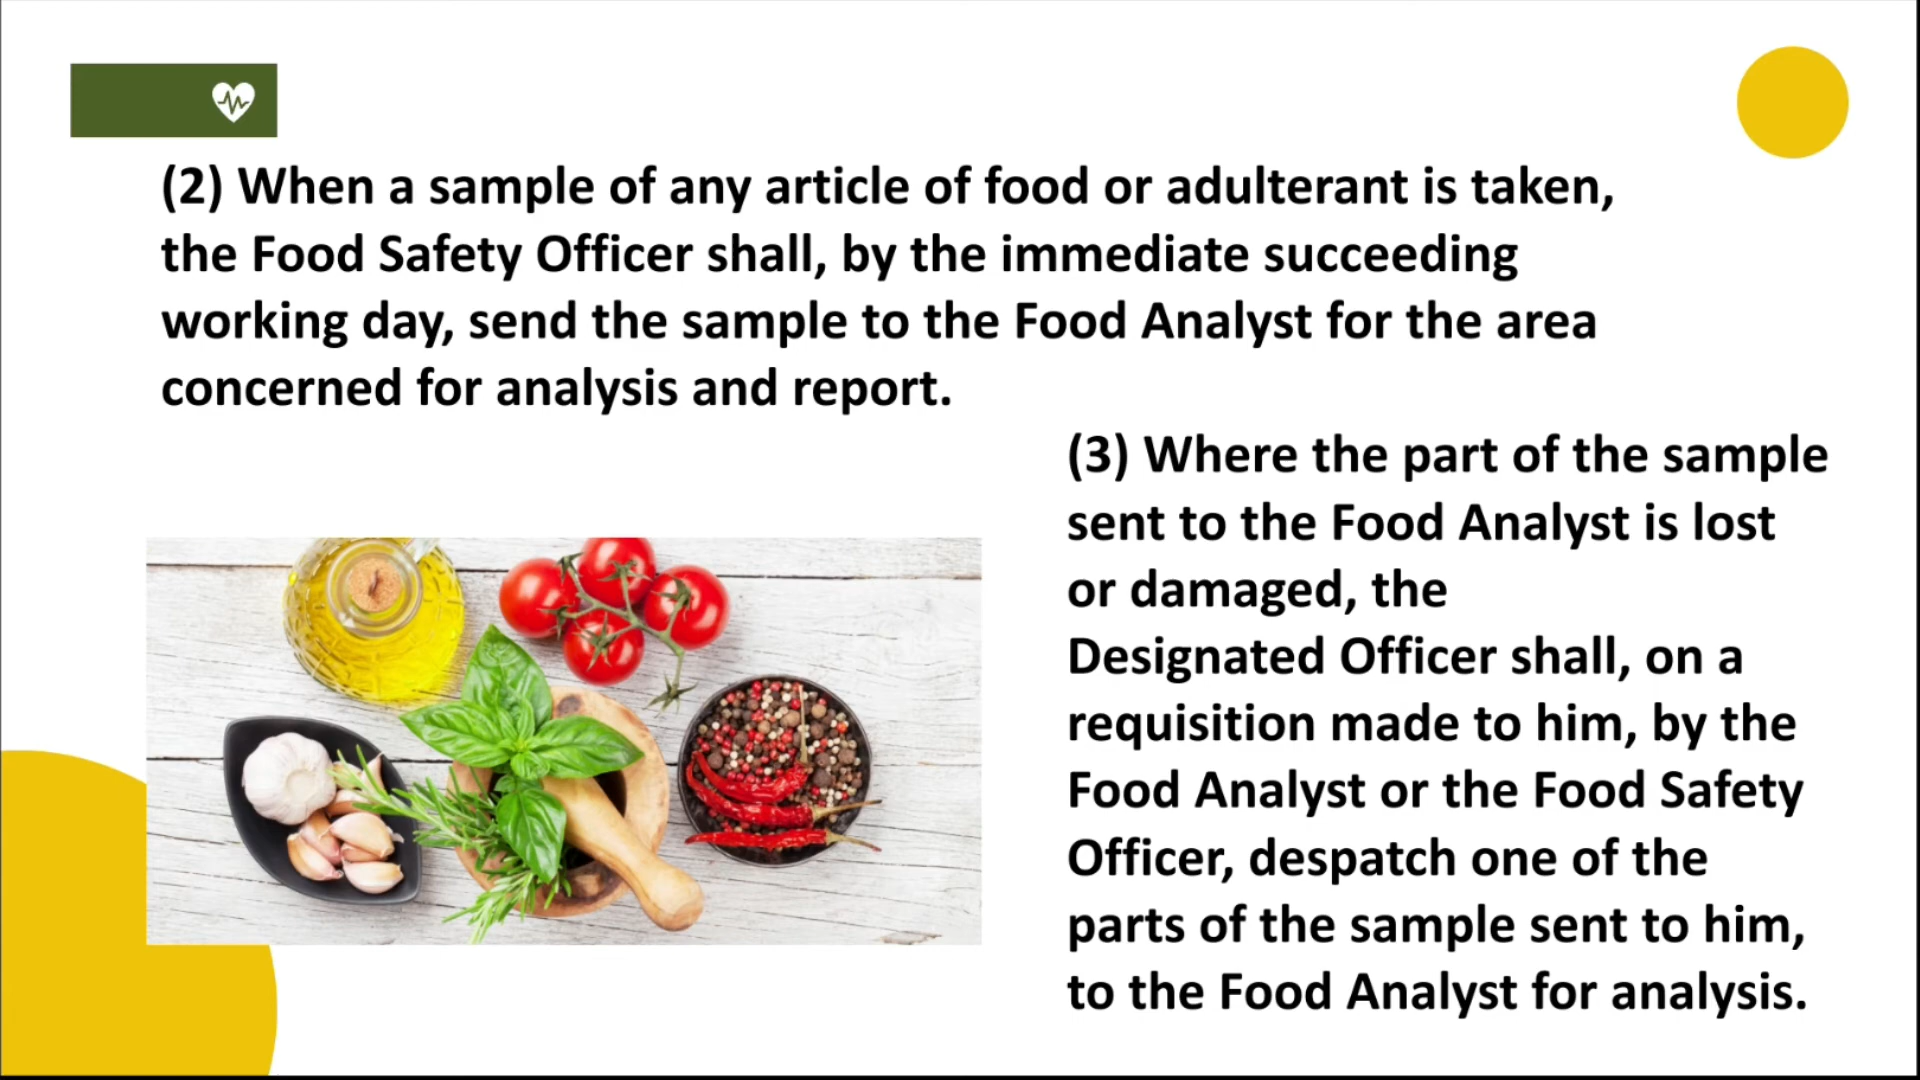 (2) When a sample of any article of food or adulterant is taken,
the Food Safety Officer shall, by the immediate succeeding
working day, send the sample to the Food Analyst for the area
concerned for analysis and report.
(3) Where the part of the sample
sent to the Food Analyst is lost
or damaged, the
Designated Officer shall, on a
requisition made to him, by the
Food Analyst or the Food Safety
Officer, despatch one of the
parts of the sample sent to him,
to the Food Analyst for analysis.